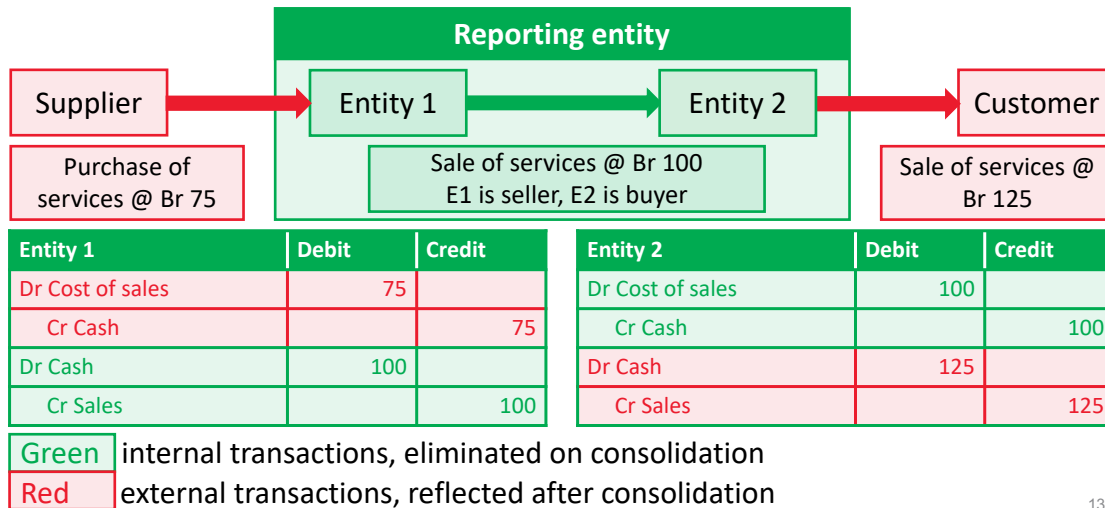 Reporting entity
Supplier
Entity 1
Entity 2
Customer
Purchase of
services @ Br 75
Sale of services @ Br 100
E1 is seller, E2 is buyer
Sale of services @
Br 125
Entity 1 Debit Credit
Dr Cost of sales 75
Cr Cash 75
Dr Cash 100
Cr Sales 100
Entity 2 Debit Credit
Dr Cost of sales 100
Cr Cash 100
Dr Cash 125
Cr Sales 125
Green internal transactions, eliminated on consolidation
Red external transactions, reflected after consolidation
13